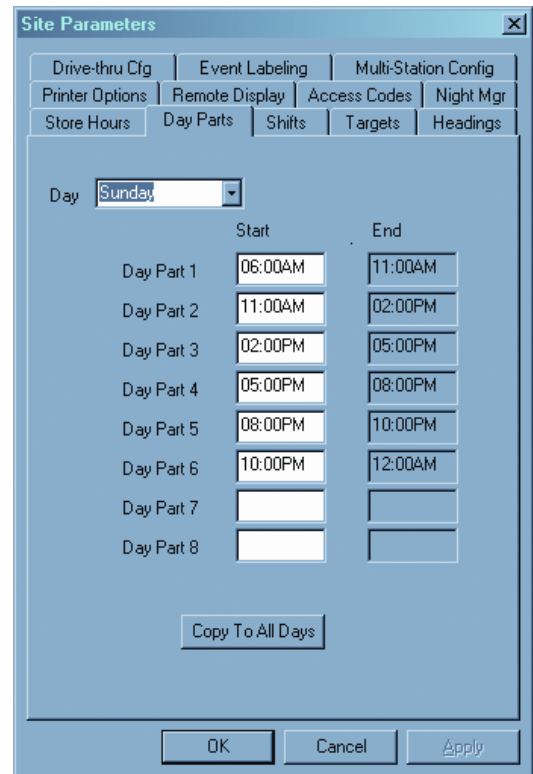 Site Parameters
Drive-thru Cfg Event Labeling Multi-Station Config
Printer Options Remote Display Access Codes Night Mgr
Store Hours Day Parts Shifts Targets Headings
Day Sunday
Start End
Day Part 1 06:00AM 11:00AM
Day Part 2 11:00AM 02:00PM
Day Part 3 02:00PM 05:00PM
Day Part 4 05:00PM 08:00PM
Day Part 5 08:00PM 10:00PM
Day Part 6 10:00PM 12:00AM
Day Part 7
Day Part 8
Copy To All Days
OK Cancel Apply